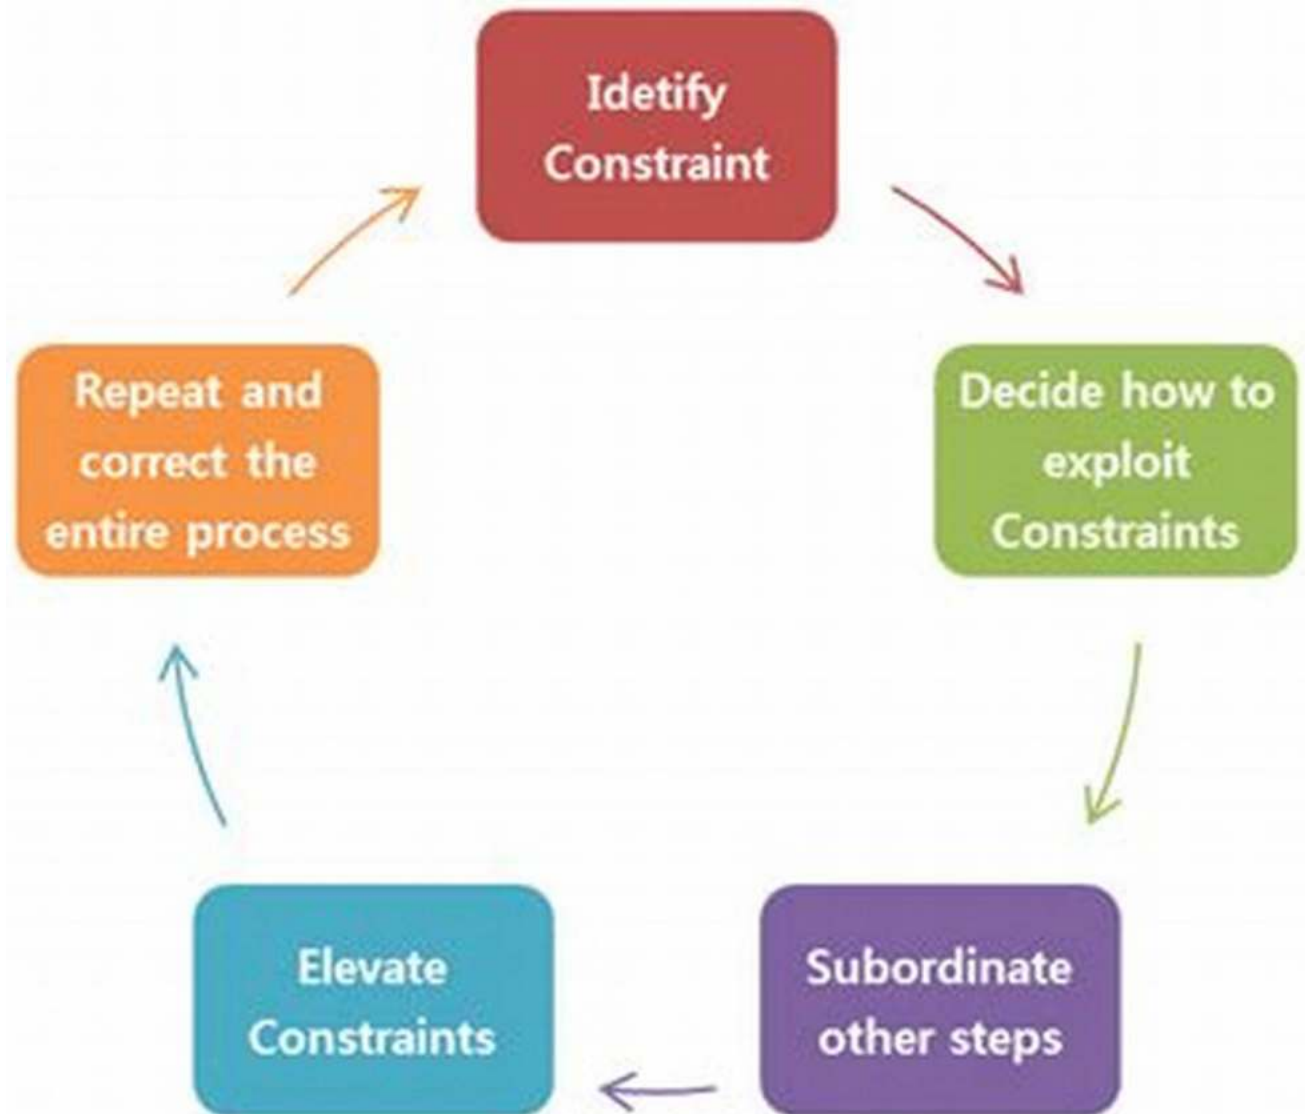 Idetify
Constraint
Decide how to
exploit
Constraints
Subordinate
other steps
Elevate
Constraints
Repeat and
correct the
entire process